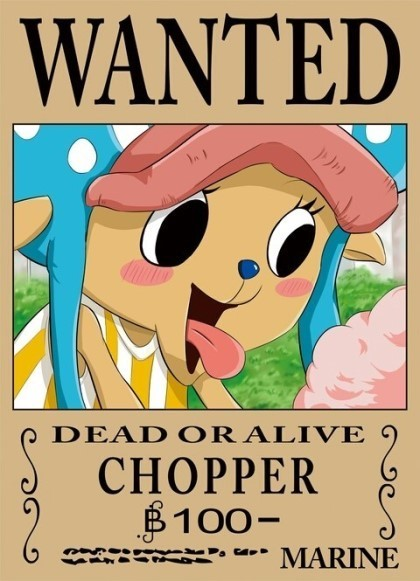 WANTED
DEAD OR ALIVE
CHOPPER
฿100-
MARINE